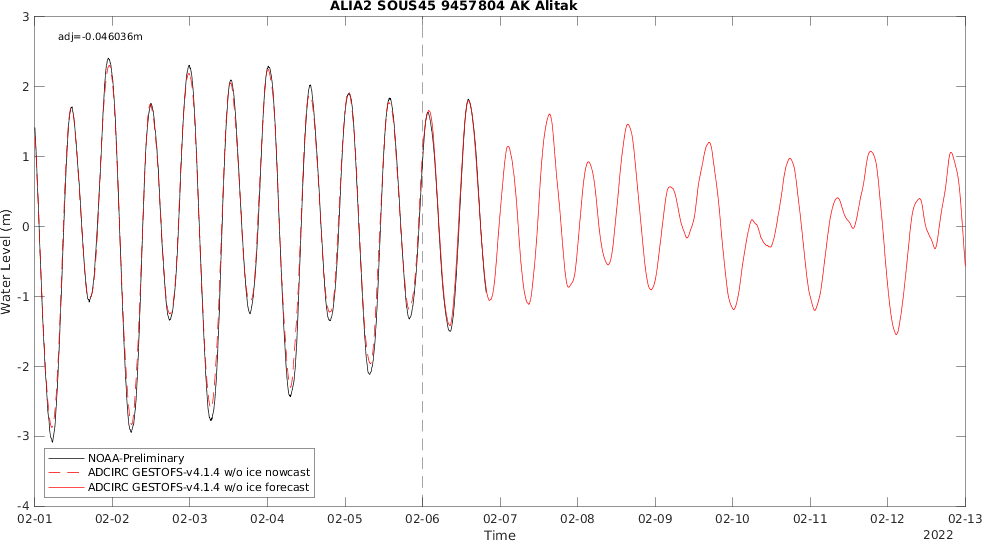 ALIA2 SOUS45 9457804 AK Alitak
adj=-0.046036m
3
2
1
0
-1
-2
-3
-4
Water Level (m)
NOAA-Preliminary
ADCIRC GESTOFS-v4.1.4 w/o ice nowcast
ADCIRC GESTOFS-v4.1.4 w/o ice forecast
02-01 02-02 02-03 02-04 02-05 02-06 02-07 02-08 02-09 02-10 02-11 02-12 02-13
Time
2022